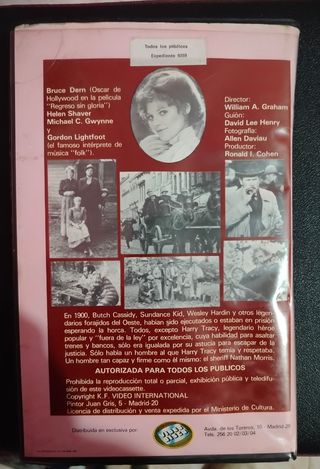 Todos los públicos
Expediente 9359
Bruce Dern (Oscar de
Hollywood en la película
"Regreso sin gloria")
Helen Shaver
Michael C. Gwynne
y
Gordon Lightfoot
(el famoso intérprete de
música "folk").
Director:
William A. Graham
Guión:
David Lee Henry
Fotografía:
Allen Daviau
Productor:
Ronald I. Cohen
En 1900, Butch Cassidy, Sundance Kid, Wesley Hardin y otros legen-
darios forajidos del Oeste, habían sido ejecutados o estaban en prisión
esperando la horca. Todos, excepto Harry Tracy, legendario héroe
popular y "fuera de la ley" por excelencia, cuya habilidad para asaltar
trenes y bancos, sólo era igualada por su astucia para escapar de la
justicia. Sólo había un hombre al que Harry Tracy temía y respetaba.
Un hombre tan capaz y firme como él mismo: el sheriff Nathan Morris.
AUTORIZADA PARA TODOS LOS PUBLICOS
Prohibida la reproducción total o parcial, exhibición pública y teledifu-
sión de este videocassette.
Copyright K.F. VIDEO INTERNATIONAL
Pintor Juan Gris, 5 - Madrid-20
Licencia de distribución y venta expedida por el Ministerio de Cultura.
Distribuida en exclusiva por:
Avda. de los Toreros, 10 - Madrid-28
Tels. 256 20 02/03/04